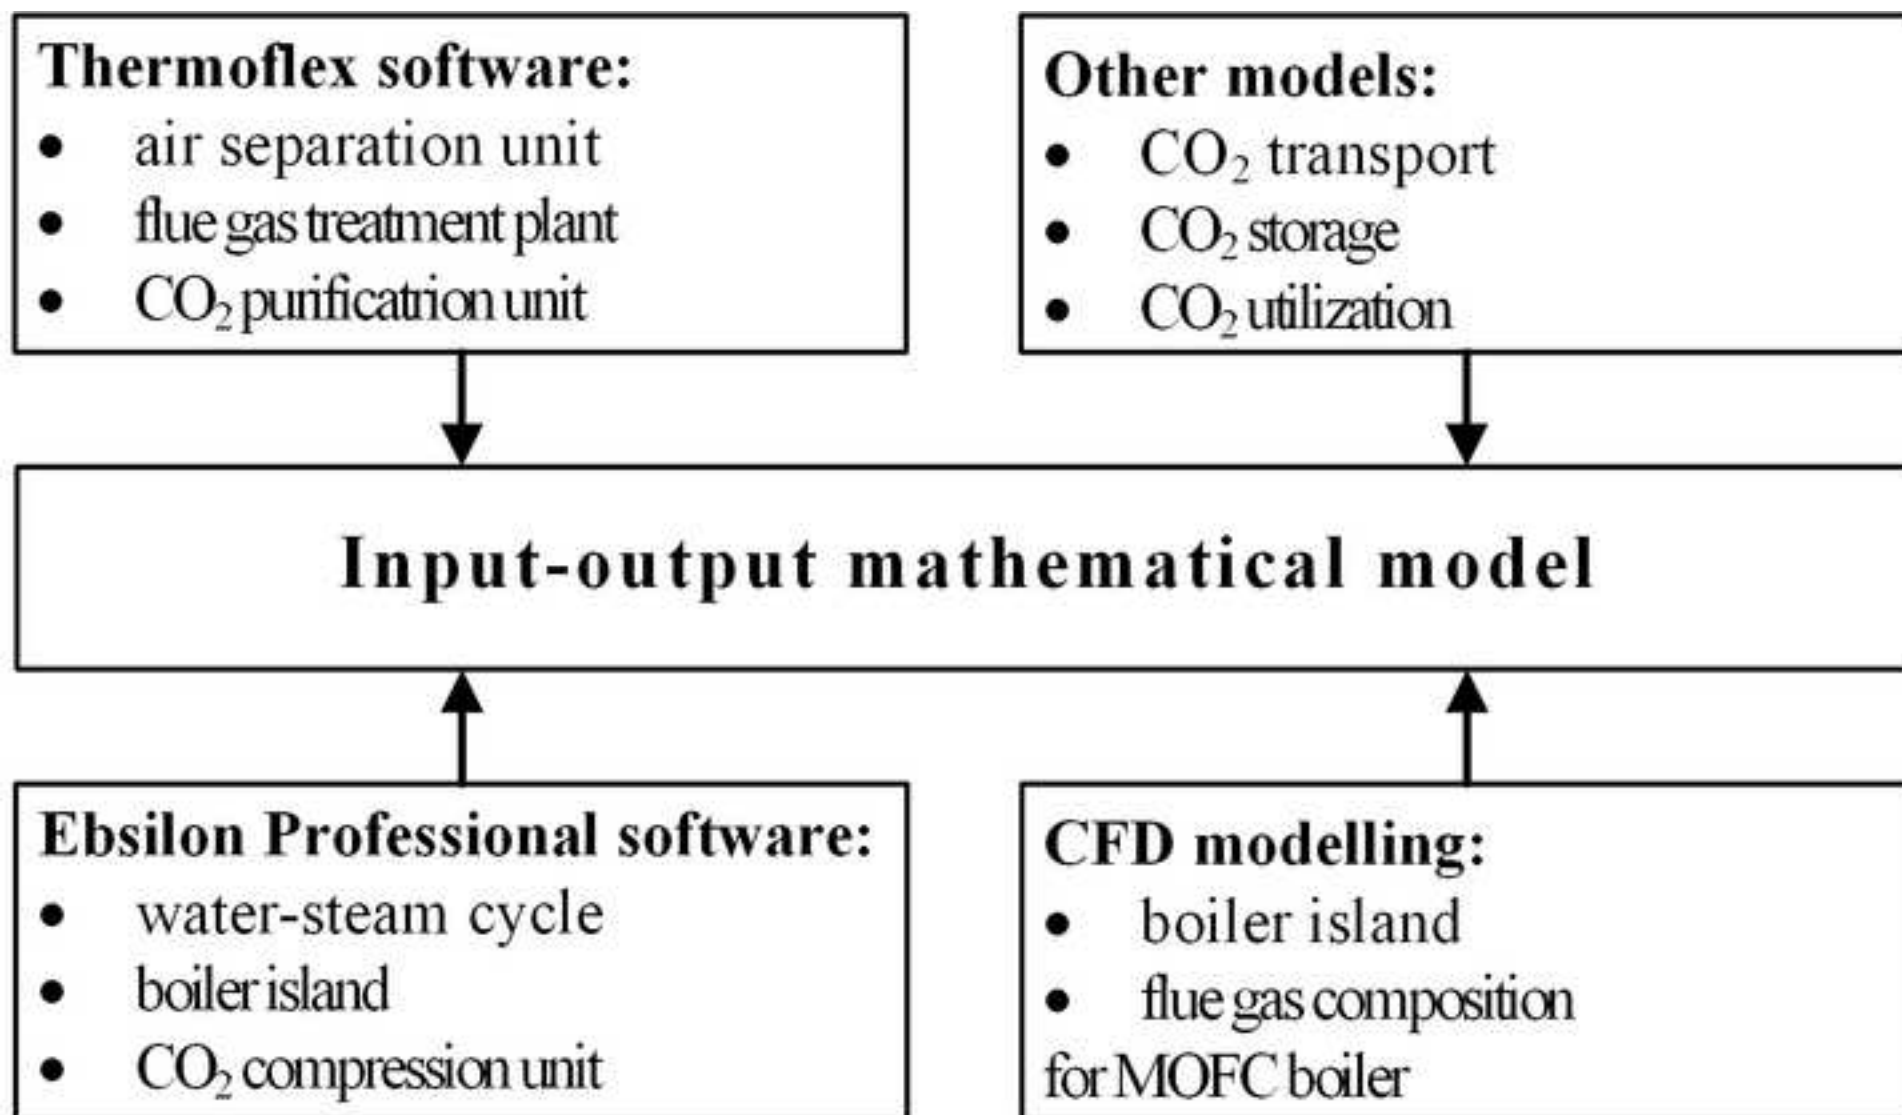 Thermoflex software:
• air separation unit
• flue gas treatment plant
• CO₂ purificatrion unit
Other models:
• CO₂ transport
• CO₂ storage
• CO₂ utilization
Input-output mathematical model
Ebsilon Professional software:
• water-steam cycle
• boiler island
• CO₂ compression unit
CFD modelling:
• boiler island
• flue gas composition
for MOFC boiler